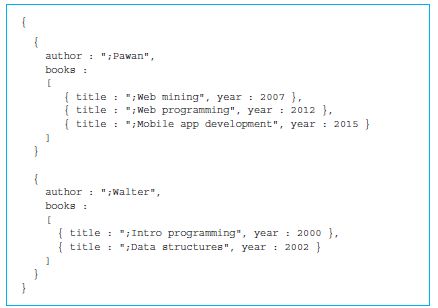 {
{
author : ";Pawan",
books :
[
{ title : ";Web mining", year : 2007 },
{ title : ";Web programming", year : 2012 },
{ title : ";Mobile app development", year : 2015 }
]
}
{
author : ";Walter",
books :
[
{ title : ";Intro programming", year : 2000 },
{ title : ";Data structures", year : 2002 }
]
}
}